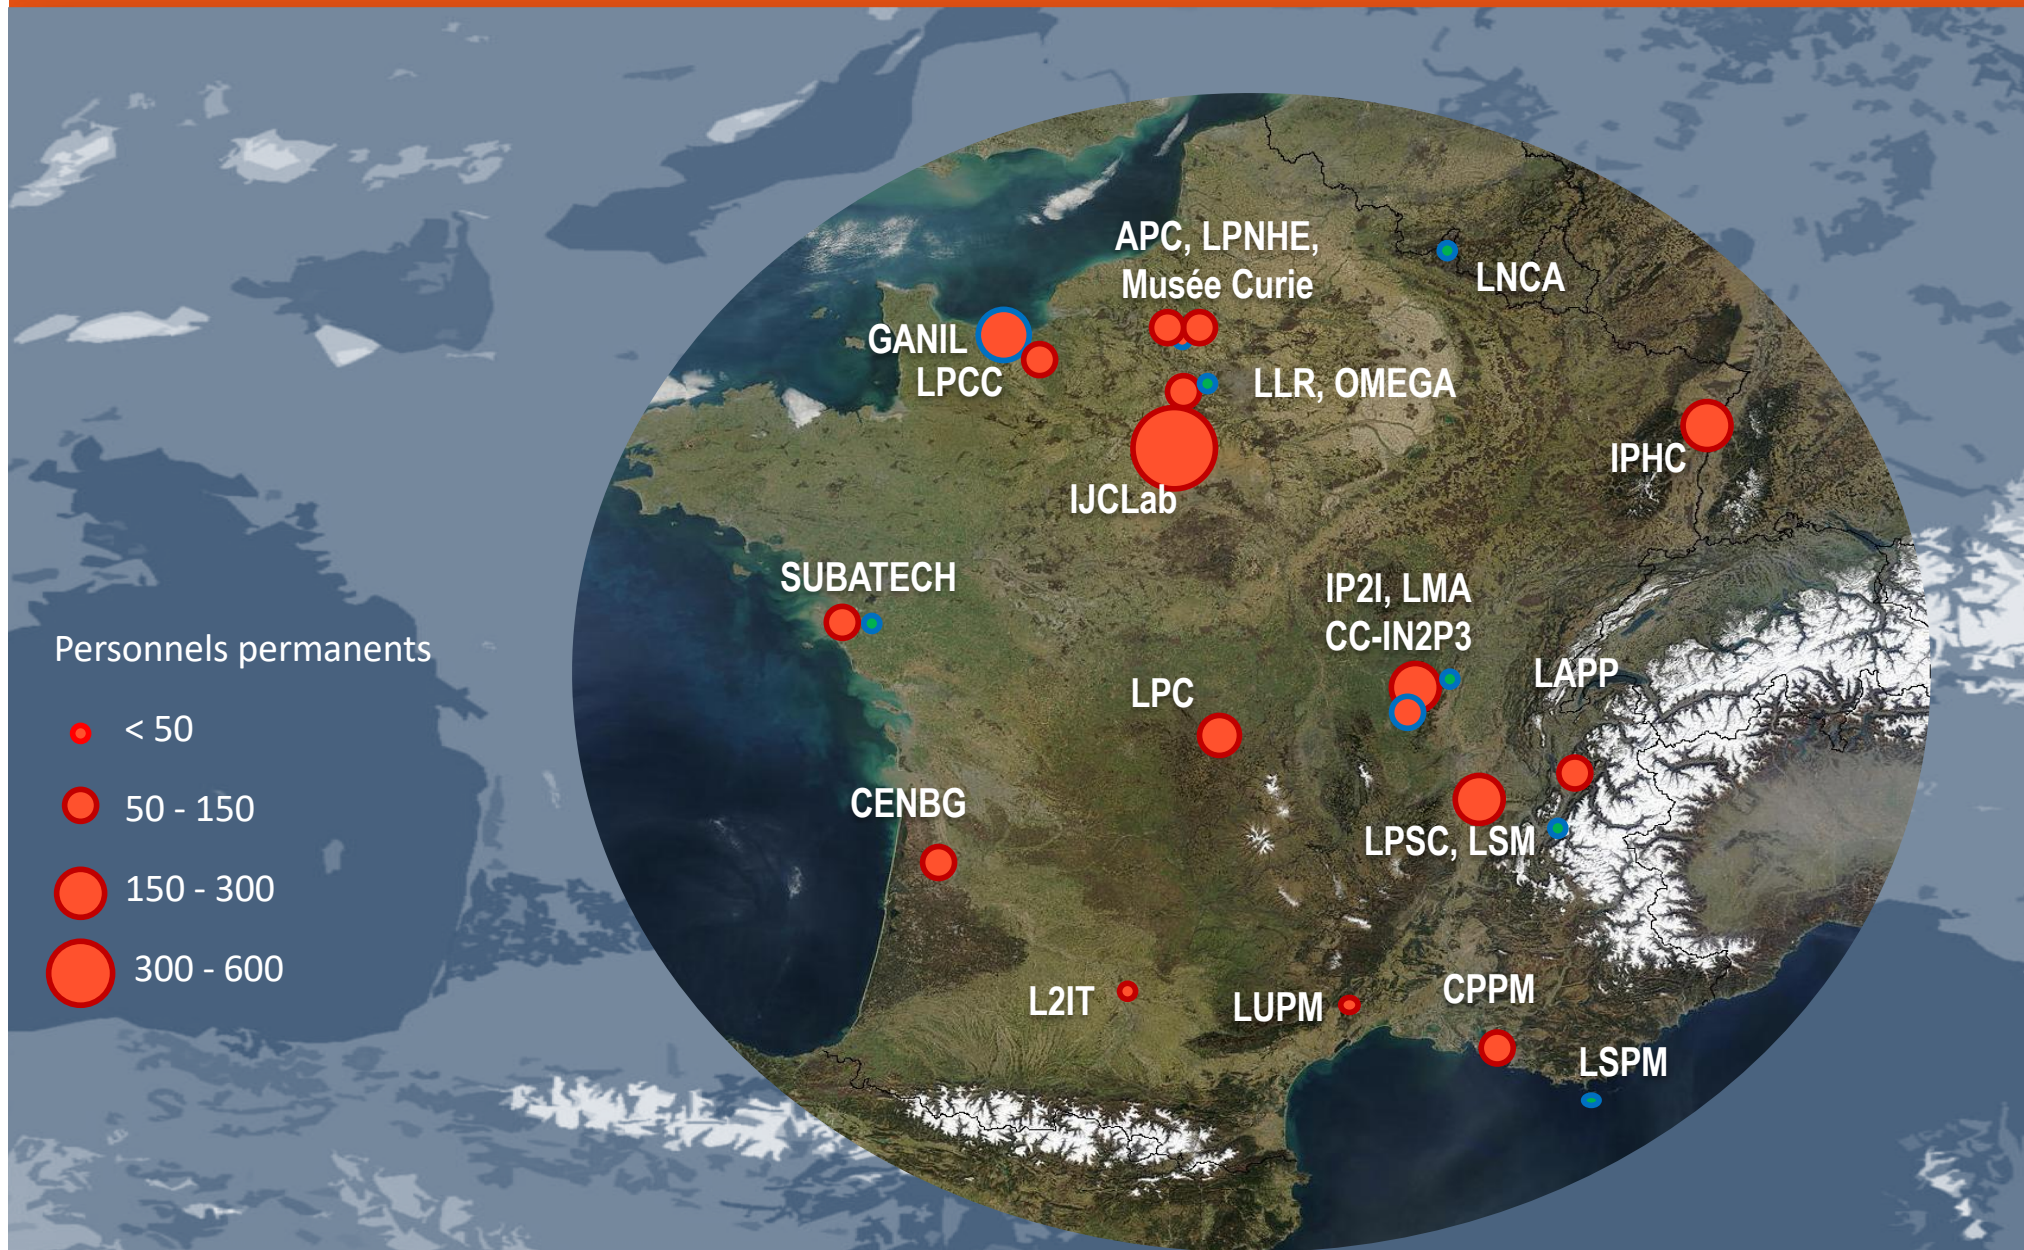 APC, LPNHE,
Musée Curie
LNCA
GANIL
LPCC
LLR, OMEGA
IPHC
IJCLab
SUBATECH
IP2I, LMA
CC-IN2P3
Personnels permanents
LAPP
LPC
< 50
50 - 150
CENBG
LPSC, LSM
150 - 300
300 - 600
L2IT
LUPM
CPPM
LSPM